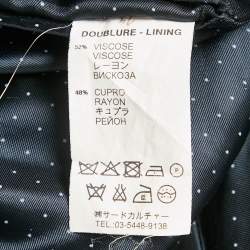 DOUBLURE - LINING
52% VISCOSE
VISCOSE
レーヨン
ВИСКОЗА
48% CUPRO
RAYON
キュプラ
РЕЙОН
㈱サードカルチャー
TEL:03-5448-9138